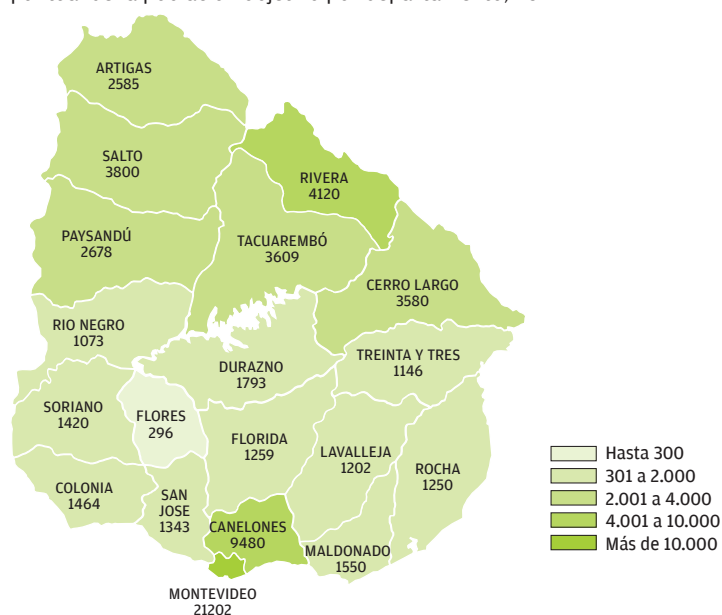 ARTIGAS
2585
SALTO
3800
RIVERA
4120
PAYSANDÚ
2678
TACUAREMBÓ
3609
CERRO LARGO
3580
RIO NEGRO
1073
DURAZNO
1793
TREINTA Y TRES
1146
SORIANO
1420
FLORES
296
FLORIDA
1259
LAVALLEJA
1202
ROCHA
1250
COLONIA
1464
SAN
JOSE
1343
CANELONES
9480
MALDONADO
1550
MONTEVIDEO
21202
Hasta 300
301 a 2.000
2.001 a 4.000
4.001 a 10.000
Más de 10.000